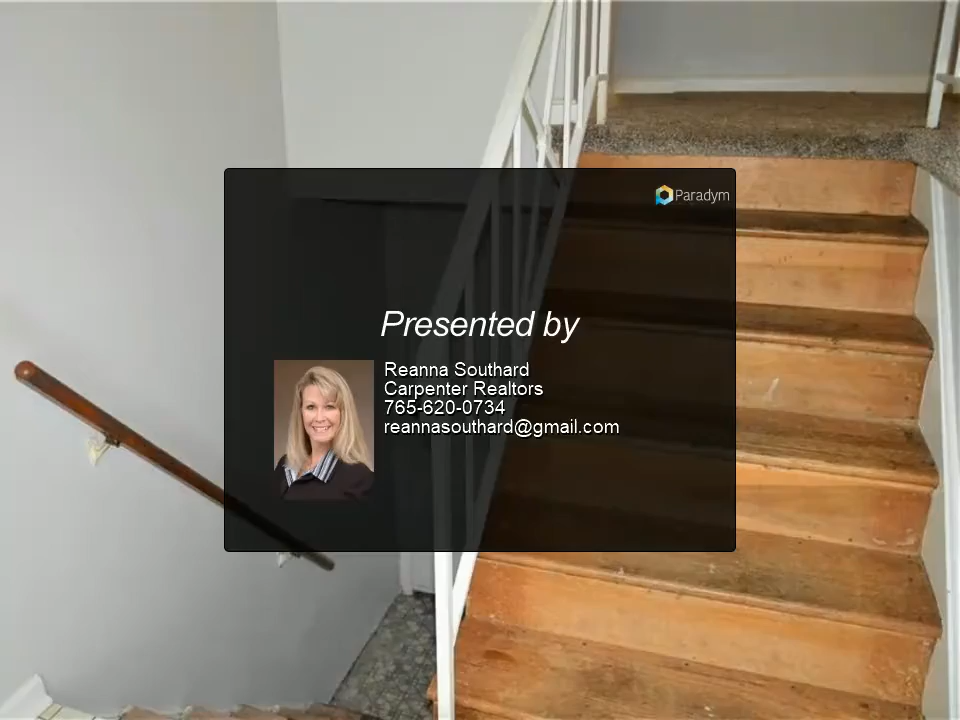 Paradym
Presented by
Reanna Southard
Carpenter Realtors
765-620-0734
reannasouthard@gmail.com